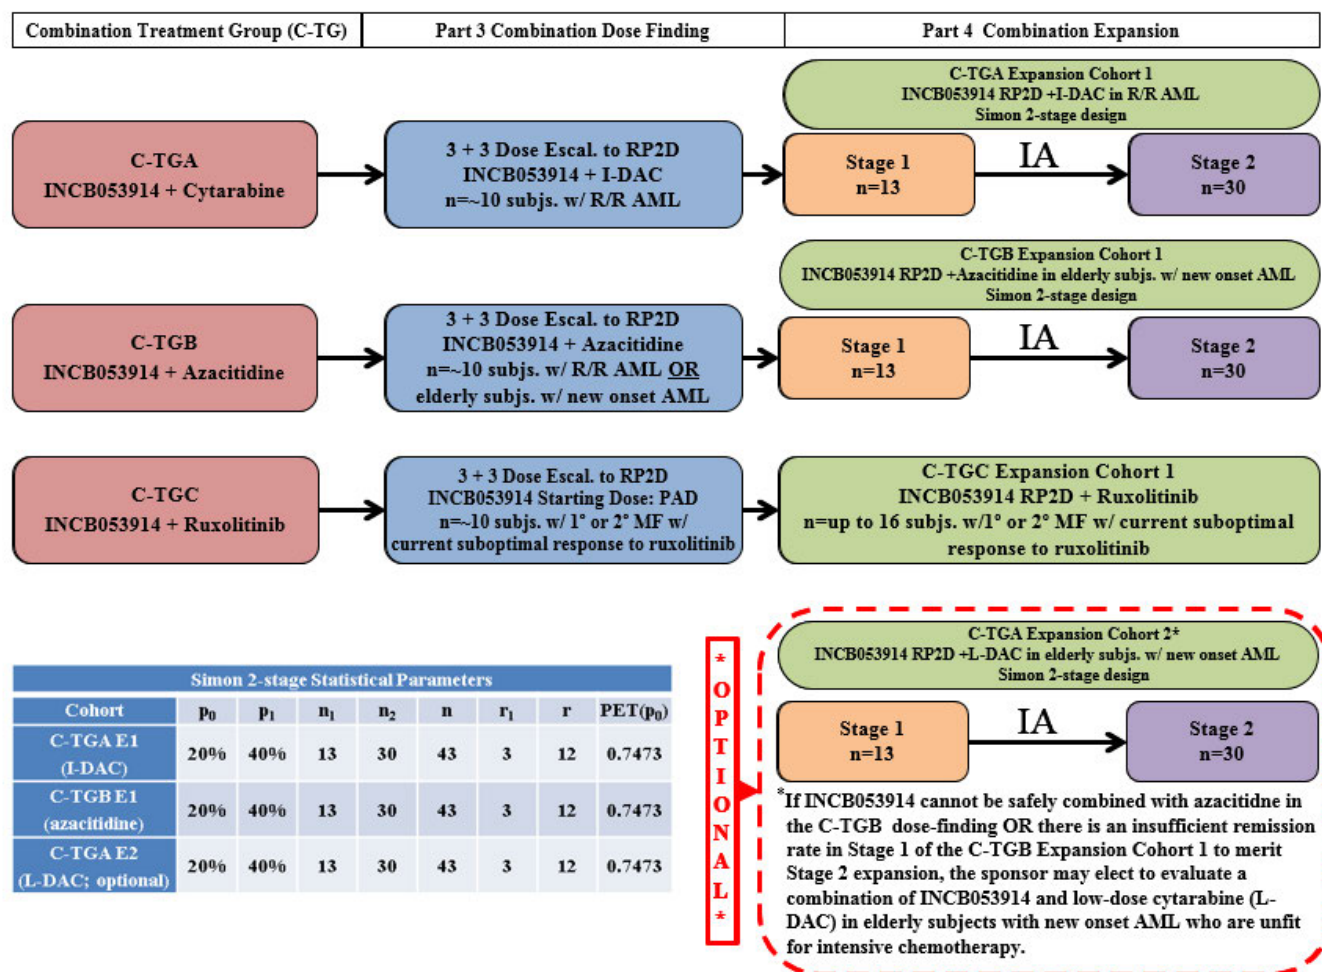 Combination Treatment Group (C-TG)
Part 3 Combination Dose Finding
Part 4 Combination Expansion
C-TGA
INCB053914 + Cytarabine
3 + 3 Dose Escal. to RP2D
INCB053914 + I-DAC
n=~10 subjs. w/ R/R AML
C-TGA Expansion Cohort 1
INCB053914 RP2D +I-DAC in R/R AML
Simon 2-stage design
Stage 1
n=13
IA
Stage 2
n=30
C-TGB
INCB053914 + Azacitidine
3 + 3 Dose Escal. to RP2D
INCB053914 + Azacitidine
n=~10 subjs. w/ R/R AML OR
elderly subjs. w/ new onset AML
C-TGB Expansion Cohort 1
INCB053914 RP2D +Azacitidine in elderly subjs. w/ new onset AML
Simon 2-stage design
Stage 1
n=13
IA
Stage 2
n=30
C-TGC
INCB053914 + Ruxolitinib
3 + 3 Dose Escal. to RP2D
INCB053914 Starting Dose: PAD
n=~10 subjs. w/ 1° or 2° MF w/
current suboptimal response to ruxolitinib
C-TGC Expansion Cohort 1
INCB053914 RP2D + Ruxolitinib
n=up to 16 subjs. w/1° or 2° MF w/ current suboptimal
response to ruxolitinib
Simon 2-stage Statistical Parameters
Cohort p₀ p₁ n₁ n₂ n r₁ r PET(p₀)
C-TGA E1
(I-DAC)
20% 40% 13 30 43 3 12 0.7473
C-TGB E1
(azacitidine)
20% 40% 13 30 43 3 12 0.7473
C-TGA E2
(L-DAC; optional)
20% 40% 13 30 43 3 12 0.7473
*OPTIONAL*
C-TGA Expansion Cohort 2*
INCB053914 RP2D +L-DAC in elderly subjs. w/ new onset AML
Simon 2-stage design
Stage 1
n=13
IA
Stage 2
n=30
*If INCB053914 cannot be safely combined with azacitidne in
the C-TGB dose-finding OR there is an insufficient remission
rate in Stage 1 of the C-TGB Expansion Cohort 1 to merit
Stage 2 expansion, the sponsor may elect to evaluate a
combination of INCB053914 and low-dose cytarabine (L-
DAC) in elderly subjects with new onset AML who are unfit
for intensive chemotherapy.